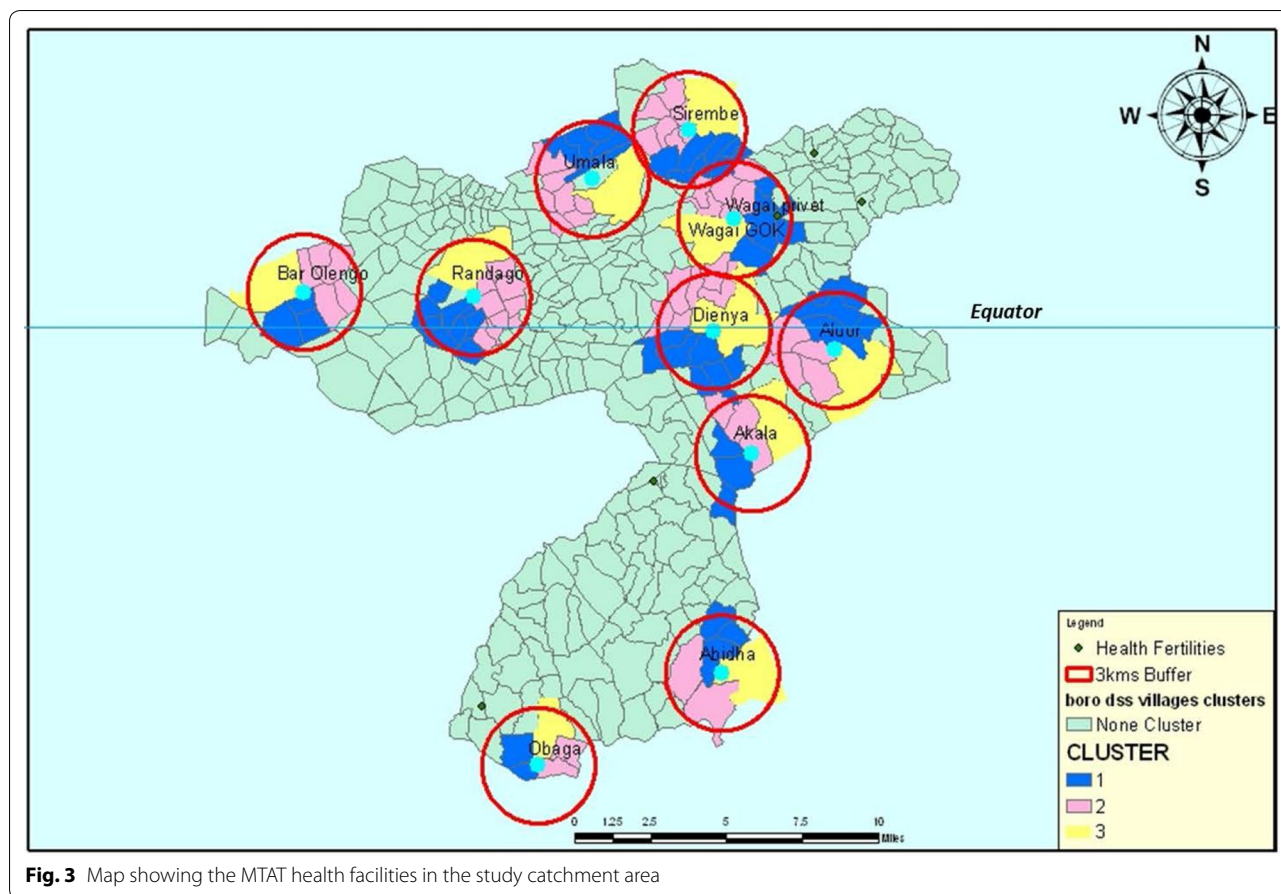 N
W E
S
Sirembe
Umala
Wagai privet
Wagai GOK
Bar Olengo
Randago
Dienya
Aluor
Equator
Akala
Abidha
Obaga
Legend
Health Fertilities
3kms Buffer
boro dss villages clusters
None Cluster
CLUSTER
1
2
3
0 1.25 2.5 5 7.5 10
Miles
Fig. 3 Map showing the MTAT health facilities in the study catchment area